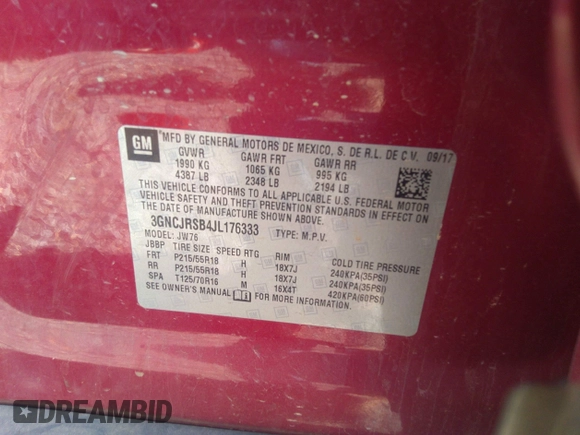 GM
MFD BY GENERAL MOTORS DE MEXICO, S. DE R.L. DE C.V. 09/17
GVWR GAWR FRT GAWR RR
1990 KG 1065 KG 995 KG
4387 LB 2348 LB 2194 LB
THIS VEHICLE CONFORMS TO ALL APPLICABLE U.S. FEDERAL MOTOR
VEHICLE SAFETY AND THEFT PREVENTION STANDARDS IN EFFECT
ON THE DATE OF MANUFACTURE SHOWN ABOVE.
3GNCJRSB4JL176333 TYPE: M.P.V.
MODEL: JW76
JBBP TIRE SIZE SPEED RTG RIM COLD TIRE PRESSURE
FRT P215/55R18 H 18X7J 240KPA(35PSI)
RR P215/55R18 H 18X7J 240KPA(35PSI)
SPA T125/70R16 M 16X4T 420KPA(60PSI)
SEE OWNER'S MANUAL FOR MORE INFORMATION.
DREAMBID